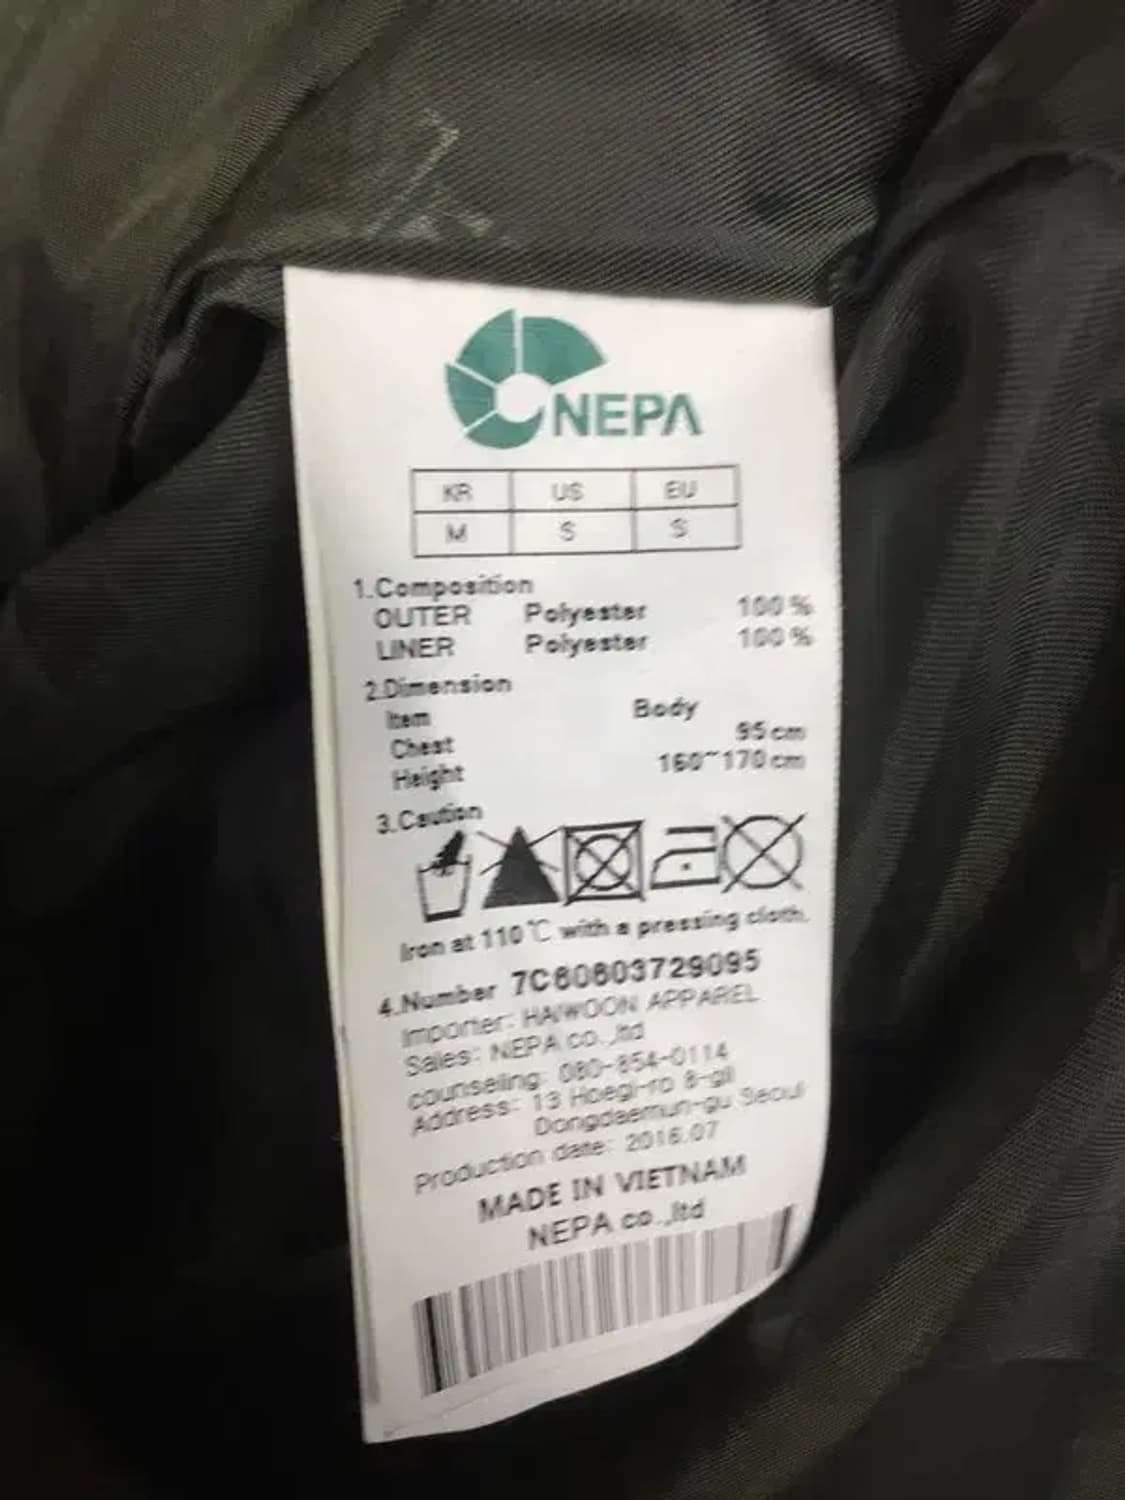 NEPA
KR US EU
M S S
1.Composition
OUTER Polyester 100 %
LINER Polyester 100 %
2.Dimension
Item Body
Chest 95 cm
Height 160~170 cm
3.Caution
Iron at 110℃ with a pressing cloth.
4.Number 7C60603729095
Importer: HAIWOON APPAREL
Sales: NEPA co.,ltd
counseling: 080-854-0114
Address: 13 Hoegi-ro 8-gil
Dongdaemun-gu Seoul
Production date: 2016.07
MADE IN VIETNAM
NEPA co.,ltd